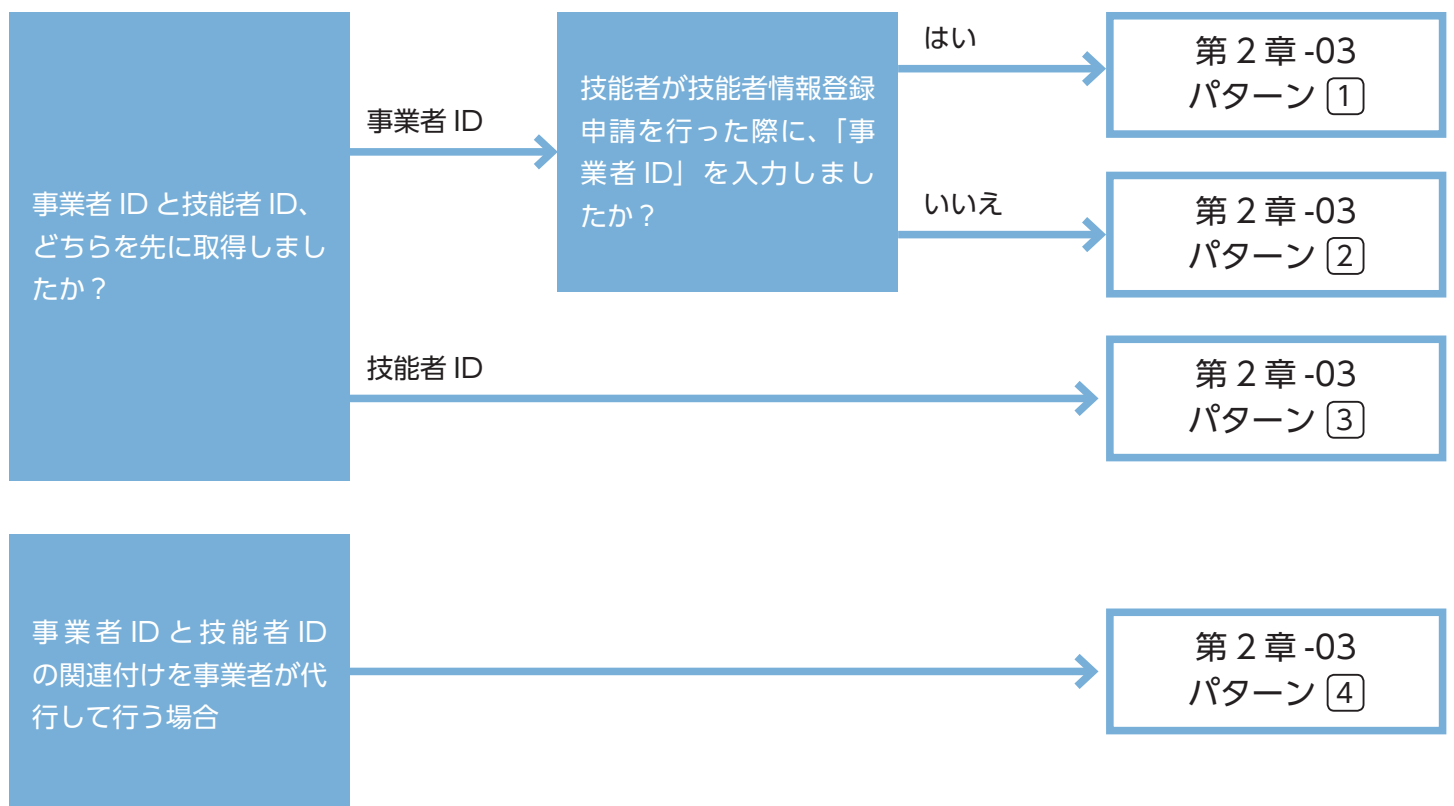 事業者 ID と技能者 ID、
どちらを先に取得しまし
たか？
事業者 ID
技能者が技能者情報登録
申請を行った際に、「事
業者 ID」を入力しまし
たか？
はい
第 2 章 -03
パターン 1
いいえ
第 2 章 -03
パターン 2
技能者 ID
第 2 章 -03
パターン 3
事業者 ID と技能者 ID
の関連付けを事業者が代
行して行う場合
第 2 章 -03
パターン 4